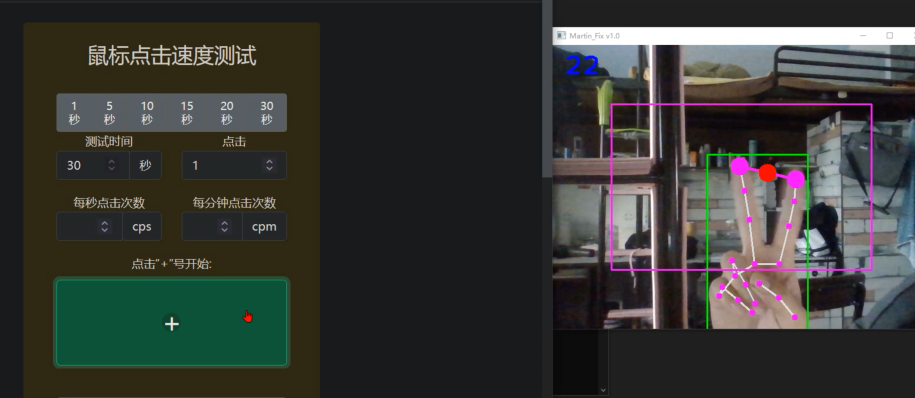 鼠标点击速度测试
1 5 10 15 20 30
秒 秒 秒 秒 秒 秒
测试时间 点击
30 秒 1
每秒点击次数 每分钟点击次数
cps cpm
点击“+”号开始:
+
Martin_Fix v1.0
22